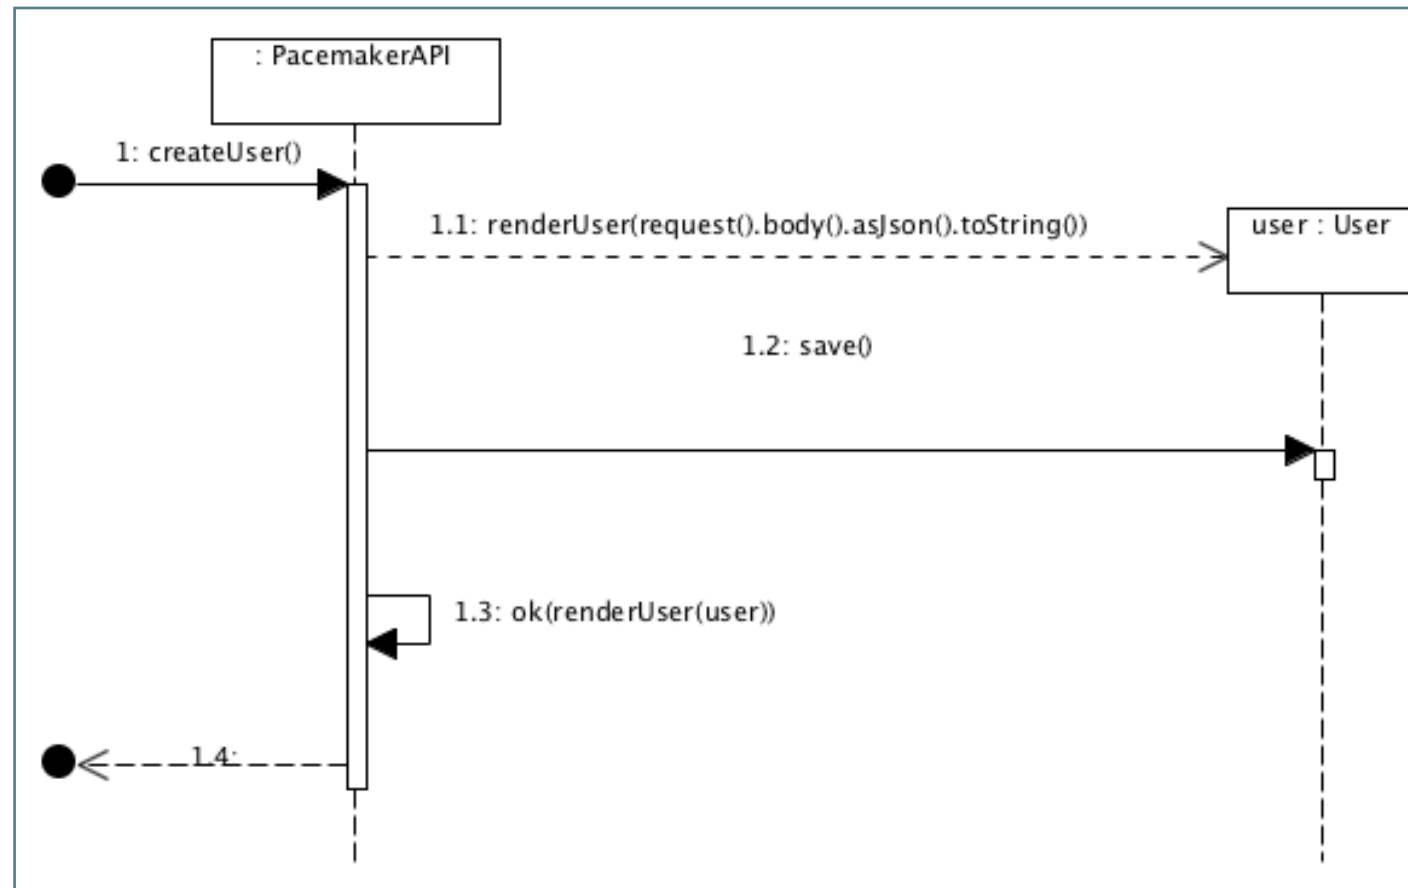 : PacemakerAPI
1: createUser()
1.1: renderUser(request().body().asJson().toString())
user : User
1.2: save()
1.3: ok(renderUser(user))
1.4: